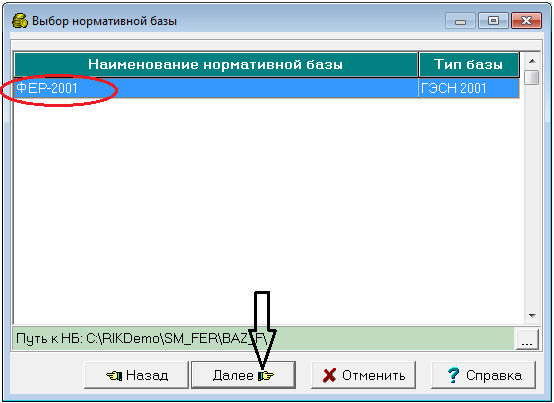 Выбор нормативной базы
Наименование нормативной базы Тип базы
ФЕР-2001 ГЭСН 2001
Путь к НБ: C:\RIKDemo\SM_FER\BAZ_F\ ...
Назад Далее Отменить ? Справка